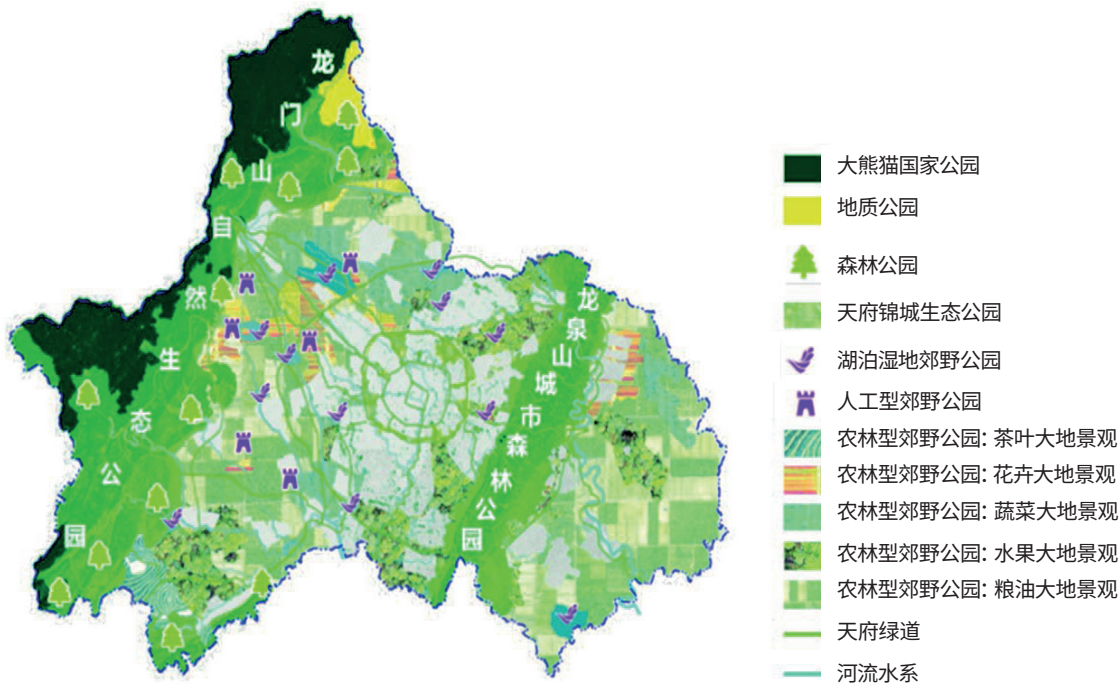 龙门山自然生态公园
龙泉山城市森林公园
大熊猫国家公园
地质公园
森林公园
天府锦城生态公园
湖泊湿地郊野公园
人工型郊野公园
农林型郊野公园: 茶叶大地景观
农林型郊野公园: 花卉大地景观
农林型郊野公园: 蔬菜大地景观
农林型郊野公园: 水果大地景观
农林型郊野公园: 粮油大地景观
天府绿道
河流水系